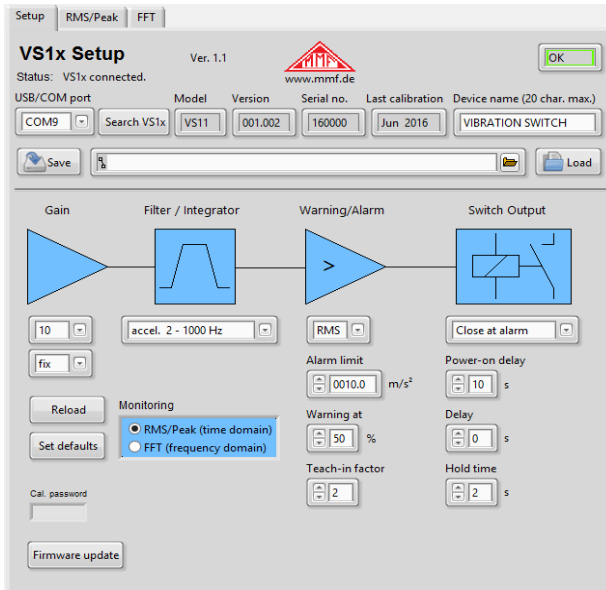 Setup RMS/Peak FFT
VS1x Setup Ver. 1.1 MMF OK
Status: VS1x connected. www.mmf.de
USB/COM port Model Version Serial no. Last calibration Device name (20 char. max.)
COM9 Search VS1x VS11 001.002 160000 Jun 2016 VIBRATION SWITCH
Save Load
Gain Filter / Integrator Warning/Alarm Switch Output
>
10 accel. 2 - 1000 Hz RMS Close at alarm
fix Alarm limit Power-on delay
0010.0 m/s² 10 s
Reload Monitoring Warning at Delay
RMS/Peak (time domain) 50 % 0 s
Set defaults FFT (frequency domain)
Teach-in factor Hold time
Cal. password 2 2 s
Firmware update